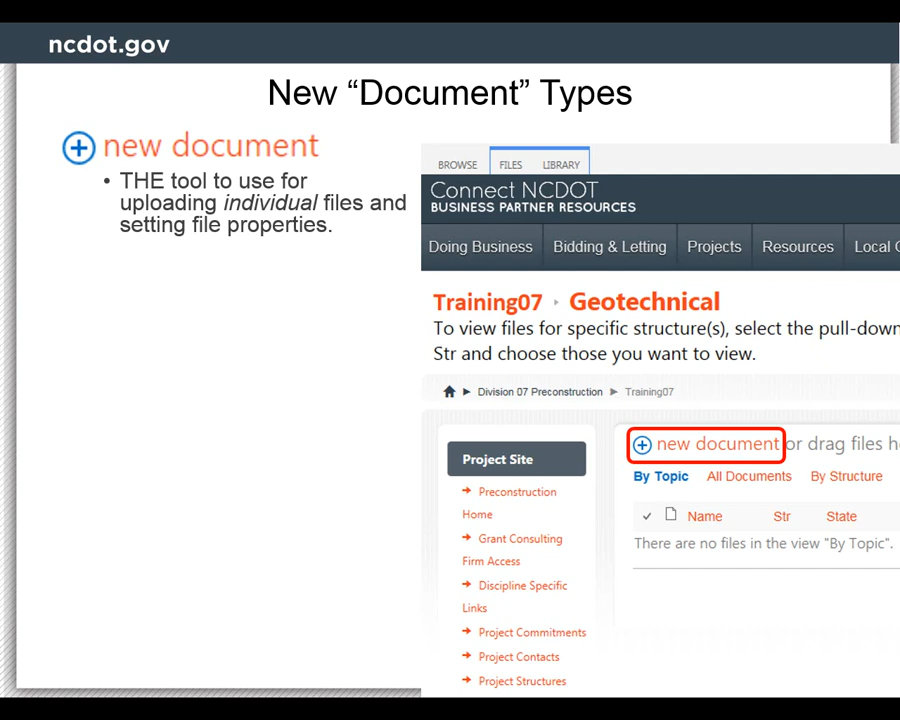 ncdot.gov
New “Document” Types
new document
• THE tool to use for
uploading individual files and
setting file properties.
BROWSE FILES LIBRARY
Connect NCDOT
BUSINESS PARTNER RESOURCES
Doing Business Bidding & Letting Projects Resources Local
Training07 Geotechnical
To view files for specific structure(s), select the pull-down
Str and choose those you want to view.
Division 07 Preconstruction Training07
Project Site
Preconstruction
Home
Grant Consulting
Firm Access
Discipline Specific
Links
Project Commitments
Project Contacts
Project Structures
new document or drag files
By Topic All Documents By Structure
Name Str State
There are no files in the view "By Topic".